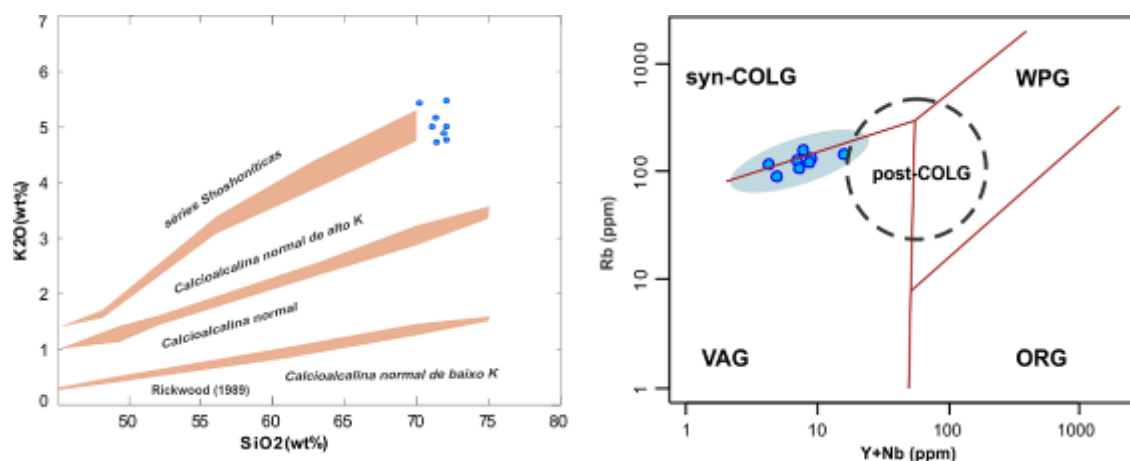 K2O(wt%)
7
6
5
4
3
2
1
0
séries Shoshoníticas
Calcioalcalina normal de alto K
Calcioalcalina normal
Calcioalcalina normal de baixo K
Rickwood (1989)
50 55 60 65 70 75 80
SiO2(wt%)
Rb (ppm)
1000
100
10
1
syn-COLG
WPG
post-COLG
VAG
ORG
1 10 100 1000
Y+Nb (ppm)